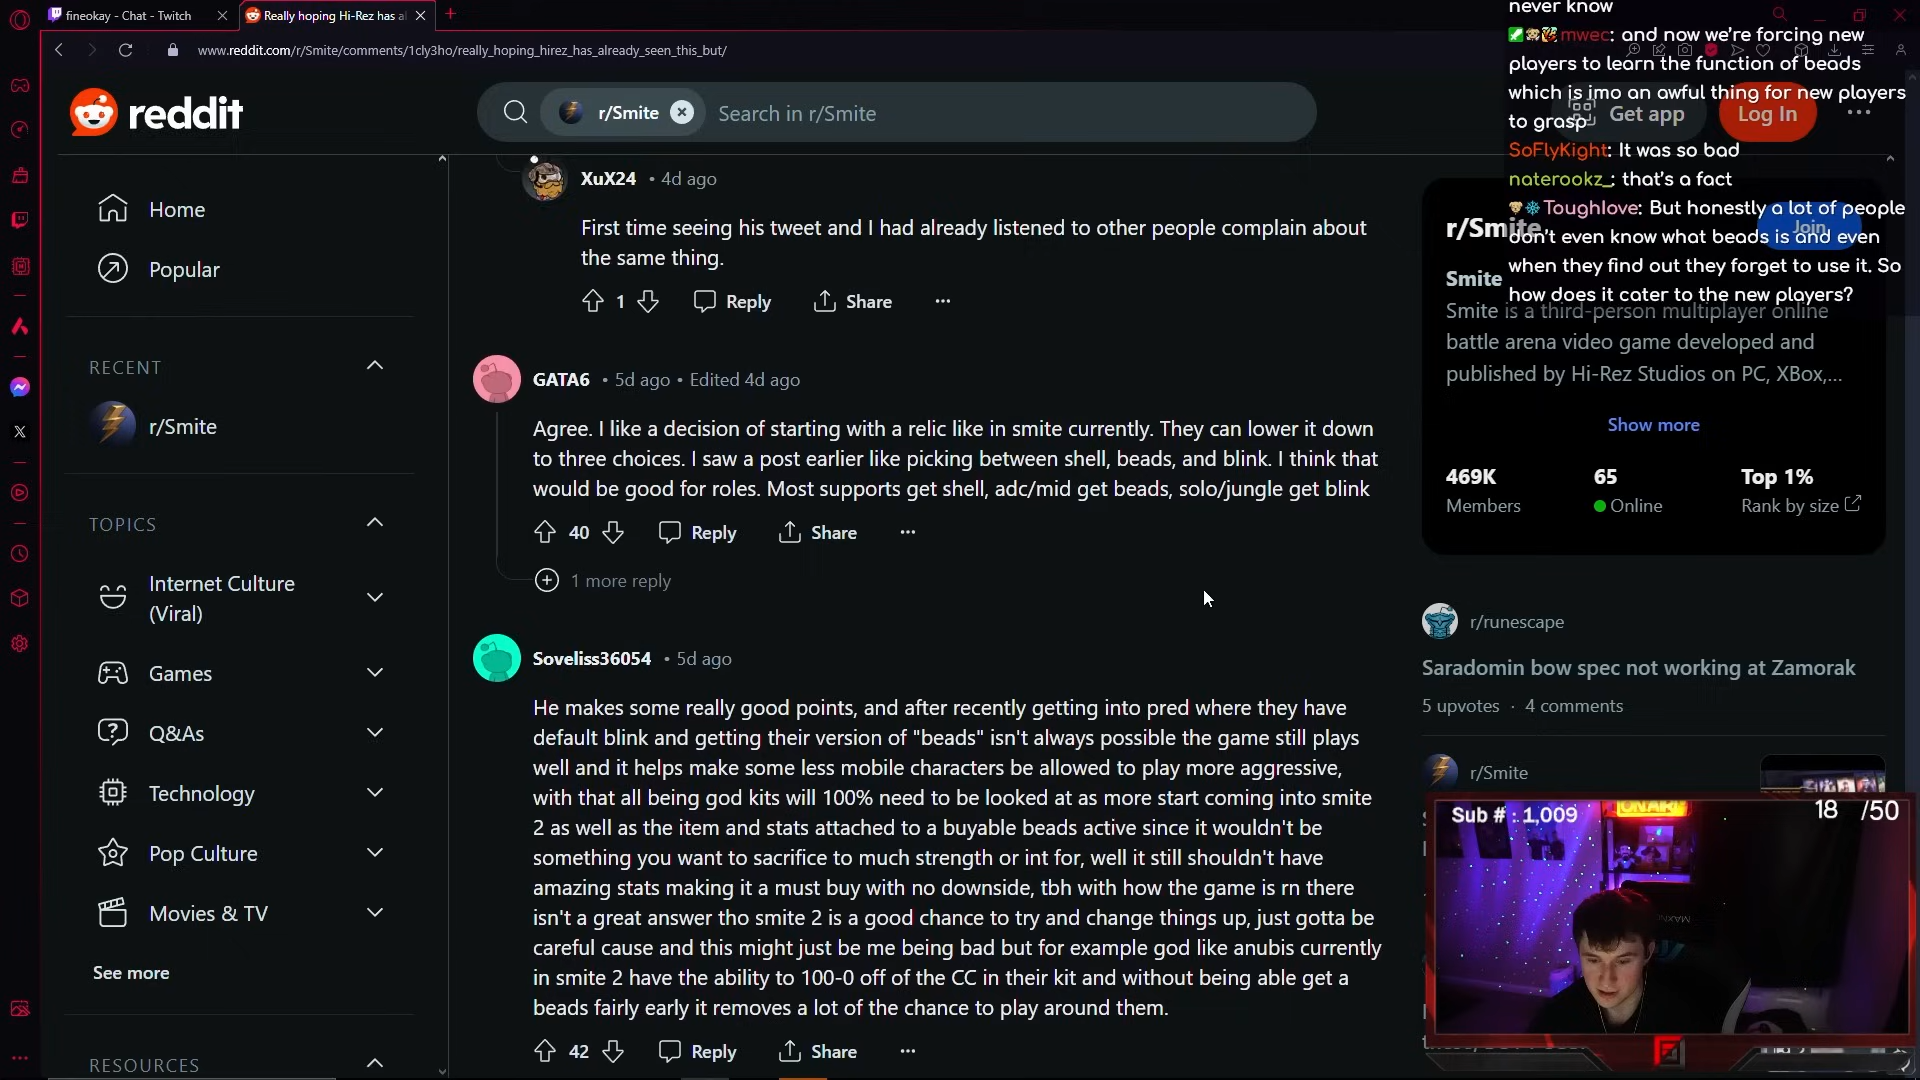 fineokay - Chat - Twitch
Really hoping Hi-Rez has a
www.reddit.com/r/Smite/comments/1cly3ho/really_hoping_hirez_has_already_seen_this_but/
never know
mwec: and now we're forcing new
players to learn the function of beads
which is imo an awful thing for new players
to grasp
SoFlyKight: It was so bad
naterookz_: that's a fact
Toughlove: But honestly a lot of people
don't even know what beads is and even
when they find out they forget to use it. So
how does it cater to the new players?
reddit
r/Smite
Search in r/Smite
Get app
Log In
Home
Popular
RECENT
r/Smite
TOPICS
Internet Culture
(Viral)
Games
Q&As
Technology
Pop Culture
Movies & TV
See more
RESOURCES
XuX24 • 4d ago
First time seeing his tweet and I had already listened to other people complain about
the same thing.
1
Reply
Share
GATA6 • 5d ago • Edited 4d ago
Agree. I like a decision of starting with a relic like in smite currently. They can lower it down
to three choices. I saw a post earlier like picking between shell, beads, and blink. I think that
would be good for roles. Most supports get shell, adc/mid get beads, solo/jungle get blink
40
Reply
Share
1 more reply
Soveliss36054 • 5d ago
He makes some really good points, and after recently getting into pred where they have
default blink and getting their version of "beads" isn't always possible the game still plays
well and it helps make some less mobile characters be allowed to play more aggressive,
with that all being god kits will 100% need to be looked at as more start coming into smite
2 as well as the item and stats attached to a buyable beads active since it wouldn't be
something you want to sacrifice to much strength or int for, well it still shouldn't have
amazing stats making it a must buy with no downside, tbh with how the game is rn there
isn't a great answer tho smite 2 is a good chance to try and change things up, just gotta be
careful cause and this might just be me being bad but for example god like anubis currently
in smite 2 have the ability to 100-0 off of the CC in their kit and without being able get a
beads fairly early it removes a lot of the chance to play around them.
42
Reply
Share
r/Smite
Join
Smite
Smite is a third-person multiplayer online
battle arena video game developed and
published by Hi-Rez Studios on PC, XBox,...
Show more
469K
Members
65
Online
Top 1%
Rank by size
r/runescape
Saradomin bow spec not working at Zamorak
5 upvotes · 4 comments
r/Smite
Sub # : 1,009
18 /50